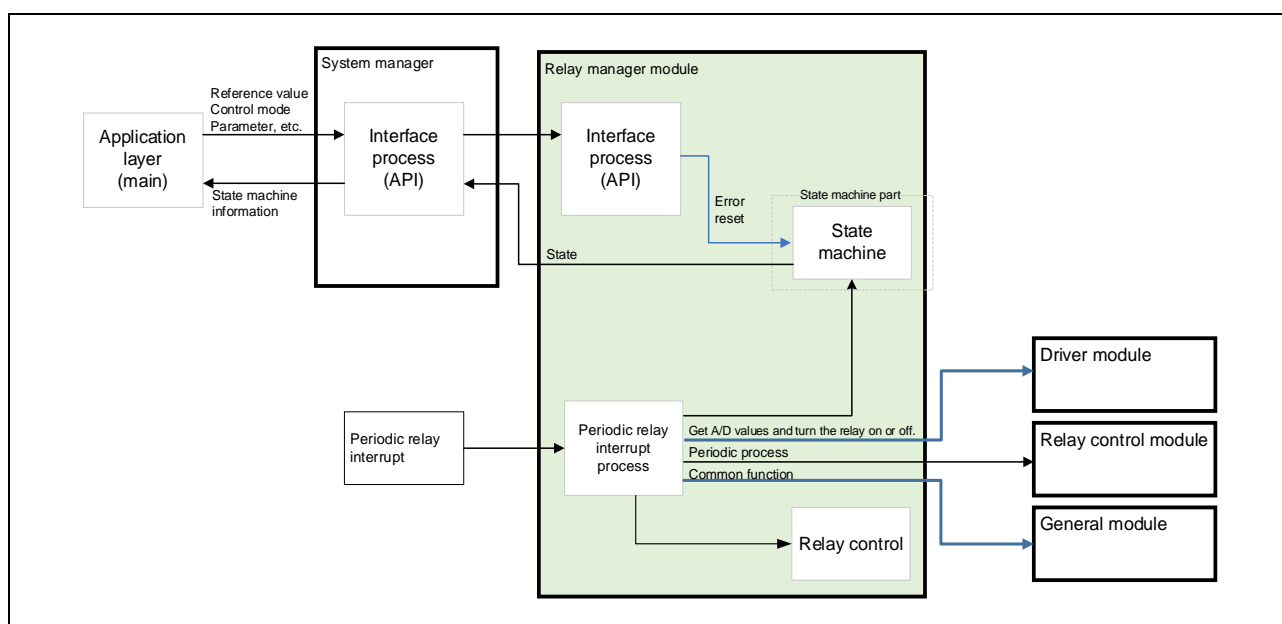 System manager
Relay manager module
Reference value
Control mode
Parameter, etc.
Application
layer
(main)
Interface
process
(API)
Interface
process
(API)
State machine
information
Error
reset
State machine part
State
machine
State
Driver module
Periodic relay
interrupt
Periodic relay
interrupt
process
Get A/D values and turn the relay on or off.
Periodic process
Common function
Relay control module
General module
Relay control